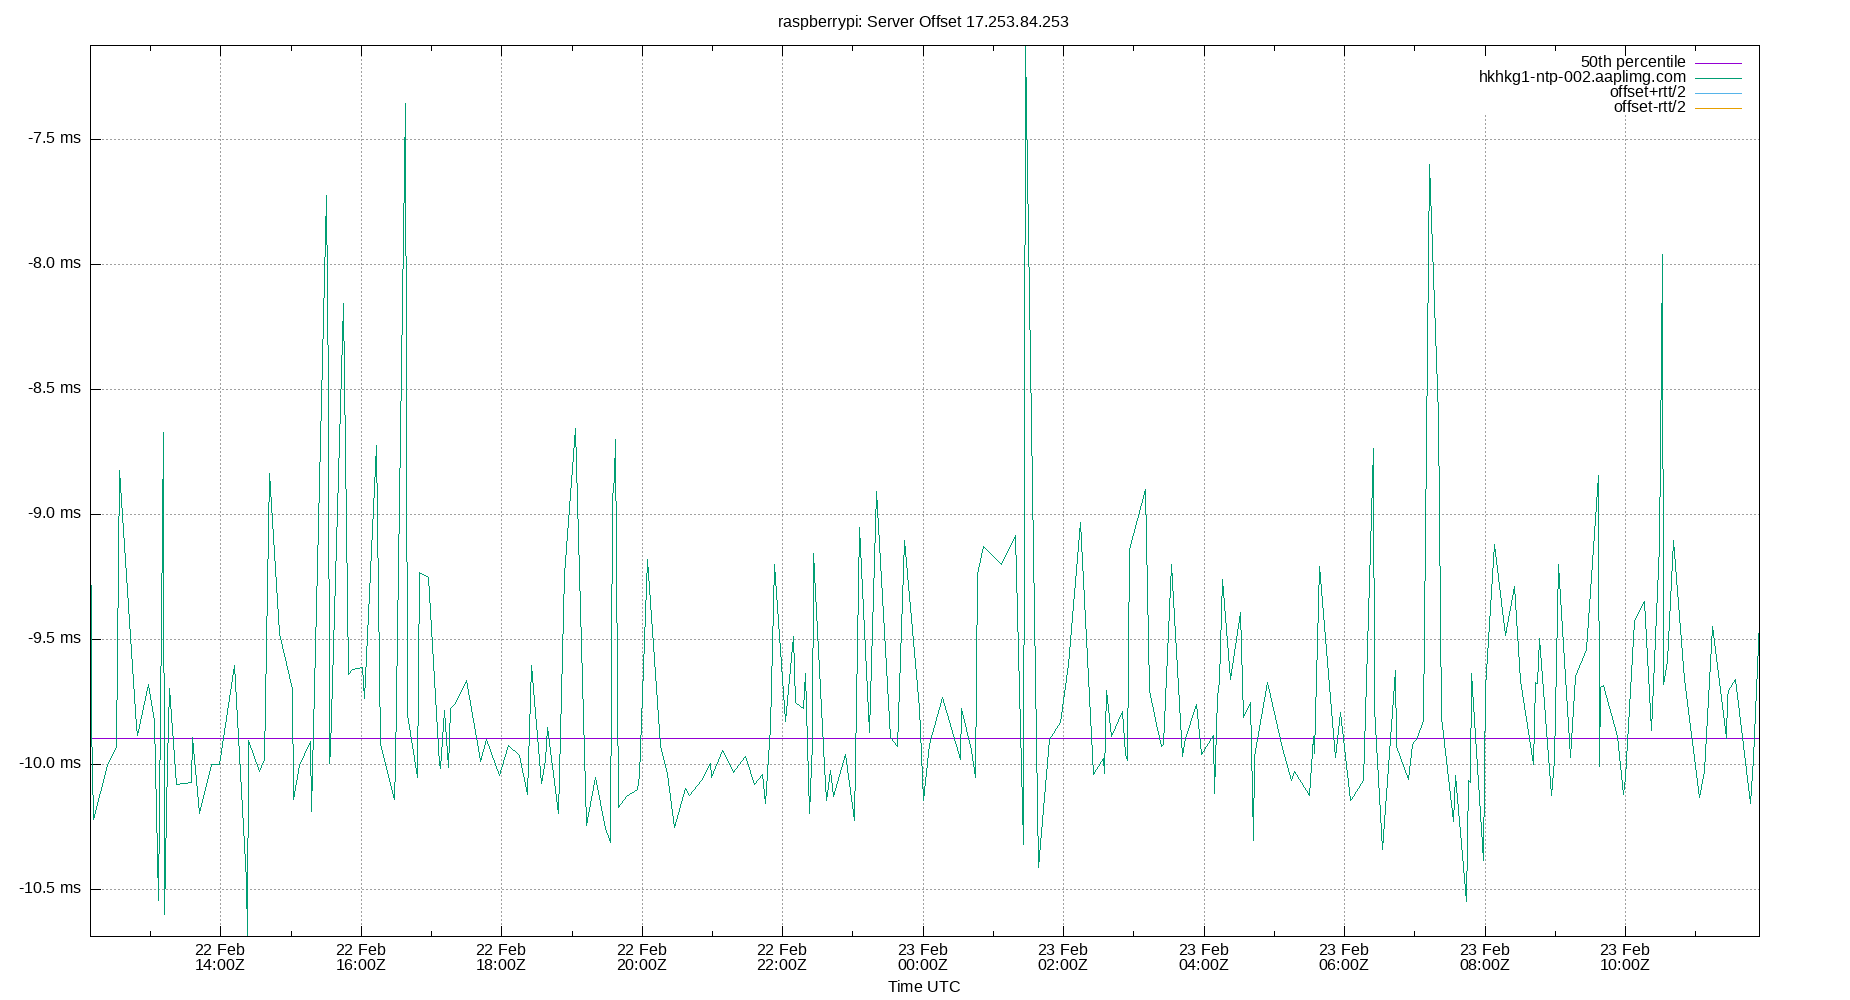 raspberrypi: Server Offset 17.253.84.253
50th percentile
hkhkg1-ntp-002.aaplimg.com
offset+rtt/2
offset-rtt/2
-7.5 ms
-8.0 ms
-8.5 ms
-9.0 ms
-9.5 ms
-10.0 ms
-10.5 ms
22 Feb 22 Feb 22 Feb 22 Feb 22 Feb 23 Feb 23 Feb 23 Feb 23 Feb 23 Feb 23 Feb
14:00Z 16:00Z 18:00Z 20:00Z 22:00Z 00:00Z 02:00Z 04:00Z 06:00Z 08:00Z 10:00Z
Time UTC